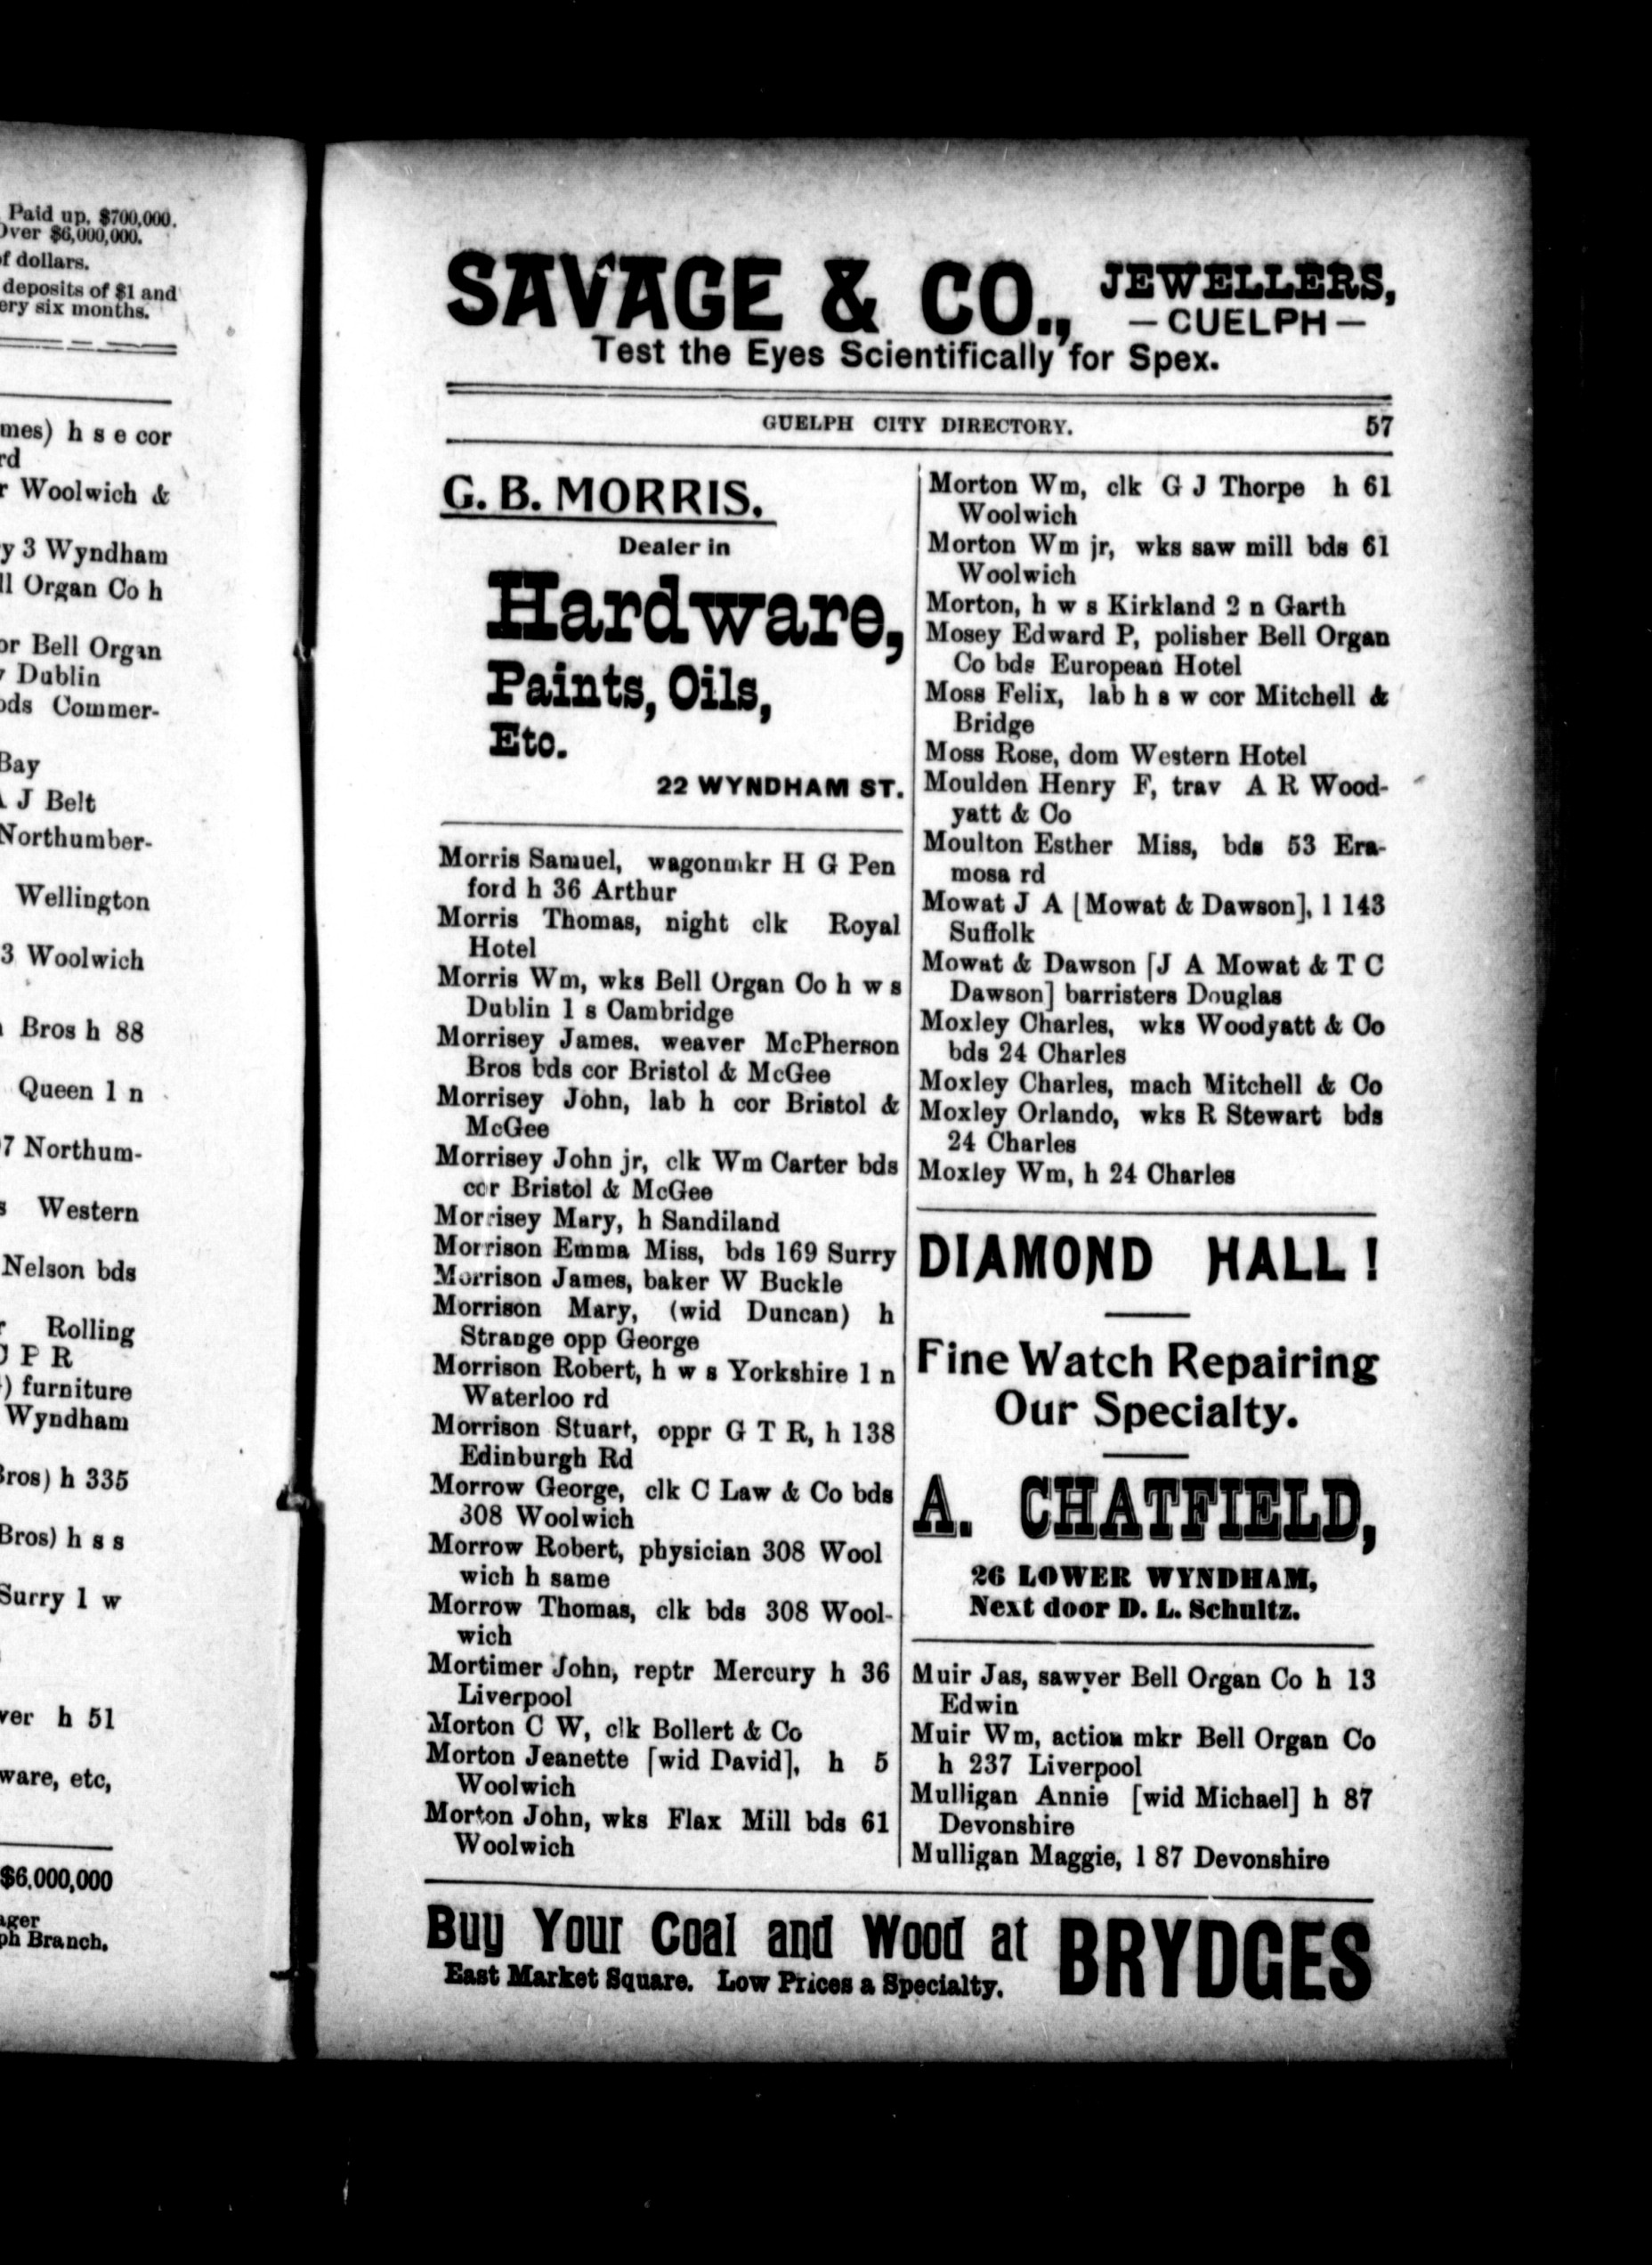 Paid up, $700,000.
Over $6,000,000.
of dollars.
deposits of $1 and
ery six months.
mes) h s e cor
rd
r Woolwich &
y 3 Wyndham
ll Organ Co h
or Bell Organ
Dublin
ods Commer-
Bay
A J Belt
Northumber-
Wellington
3 Woolwich
Bros h 88
Queen 1 n
7 Northum-
s Western
Nelson bds
r Rolling
P R
) furniture
Wyndham
Bros) h 335
Bros) h s s
Surry 1 w
ver h 51
ware, etc,
$6,000,000
ager
ph Branch.
SAVAGE & CO., JEWELLERS,
— GUELPH —
Test the Eyes Scientifically for Spex.
GUELPH CITY DIRECTORY. 57
G. B. MORRIS.
Dealer in
Hardware,
Paints, Oils,
Etc.
22 WYNDHAM ST.
Morris Samuel, wagonmkr H G Pen
ford h 36 Arthur
Morris Thomas, night clk Royal
Hotel
Morris Wm, wks Bell Organ Co h w s
Dublin 1 s Cambridge
Morrisey James. weaver McPherson
Bros bds cor Bristol & McGee
Morrisey John, lab h cor Bristol &
McGee
Morrisey John jr, clk Wm Carter bds
cor Bristol & McGee
Morrisey Mary, h Sandiland
Morrison Emma Miss, bds 169 Surry
Morrison James, baker W Buckle
Morrison Mary, (wid Duncan) h
Strange opp George
Morrison Robert, h w s Yorkshire 1 n
Waterloo rd
Morrison Stuart, oppr G T R, h 138
Edinburgh Rd
Morrow George, clk C Law & Co bds
308 Woolwich
Morrow Robert, physician 308 Wool
wich h same
Morrow Thomas, clk bds 308 Wool-
wich
Mortimer John, reptr Mercury h 36
Liverpool
Morton C W, clk Bollert & Co
Morton Jeanette [wid David], h 5
Woolwich
Morton John, wks Flax Mill bds 61
Woolwich
Morton Wm, clk G J Thorpe h 61
Woolwich
Morton Wm jr, wks saw mill bds 61
Woolwich
Morton, h w s Kirkland 2 n Garth
Mosey Edward P, polisher Bell Organ
Co bds European Hotel
Moss Felix, lab h s w cor Mitchell &
Bridge
Moss Rose, dom Western Hotel
Moulden Henry F, trav A R Wood-
yatt & Co
Moulton Esther Miss, bds 53 Era-
mosa rd
Mowat J A [Mowat & Dawson], l 143
Suffolk
Mowat & Dawson [J A Mowat & T C
Dawson] barristers Douglas
Moxley Charles, wks Woodyatt & Co
bds 24 Charles
Moxley Charles, mach Mitchell & Co
Moxley Orlando, wks R Stewart bds
24 Charles
Moxley Wm, h 24 Charles
DIAMOND HALL !
Fine Watch Repairing
Our Specialty.
A. CHATFIELD,
26 LOWER WYNDHAM,
Next door D. L. Schultz.
Muir Jas, sawyer Bell Organ Co h 13
Edwin
Muir Wm, action mkr Bell Organ Co
h 237 Liverpool
Mulligan Annie [wid Michael] h 87
Devonshire
Mulligan Maggie, l 87 Devonshire
Buy Your Coal and Wood at BRYDGES
East Market Square. Low Prices a Specialty.